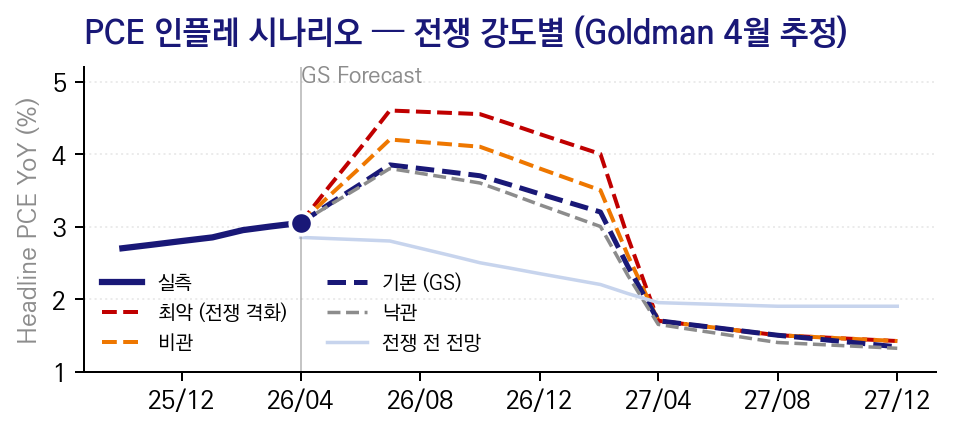 PCE 인플레 시나리오 — 전쟁 강도별 (Goldman 4월 추정)
GS Forecast
Headline PCE YoY (%)
5
4
3
2
1
실측
최악 (전쟁 격화)
비관
기본 (GS)
낙관
전쟁 전 전망
25/12 26/04 26/08 26/12 27/04 27/08 27/12